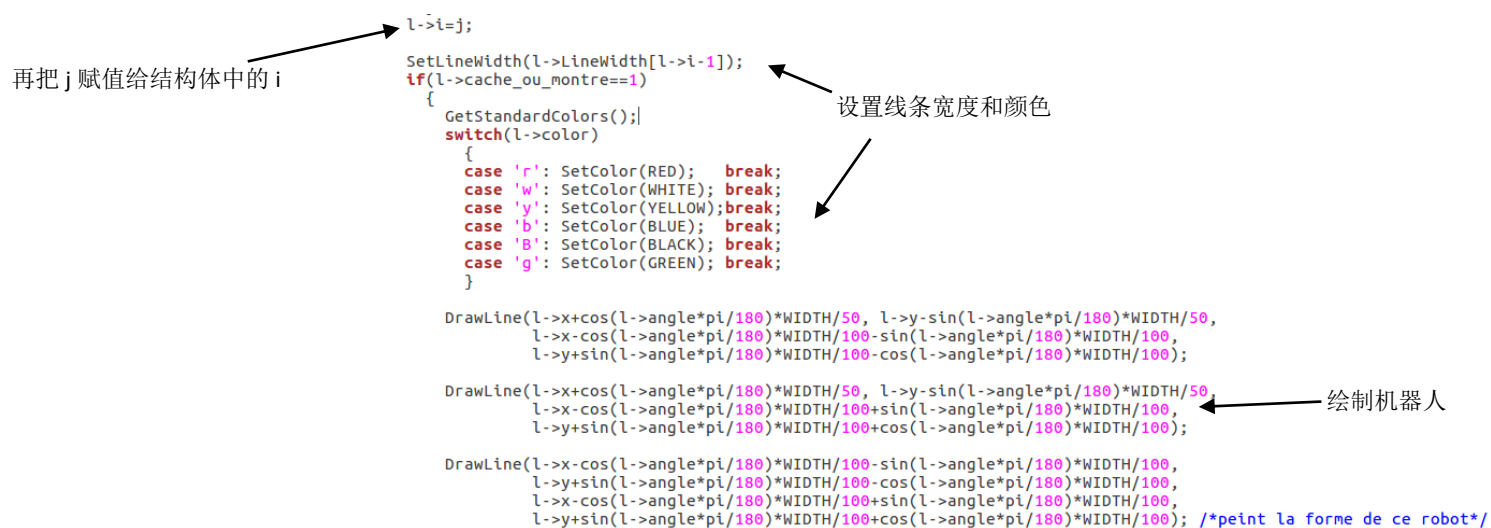 l->i=j;
再把 j 赋值给结构体中的 i
SetLineWidth(l->LineWidth[l->i-1]);
if(l->cache_ou_montre==1)
{
设置线条宽度和颜色
GetStandardColors();
switch(l->color)
{
case 'r': SetColor(RED); break;
case 'w': SetColor(WHITE); break;
case 'y': SetColor(YELLOW);break;
case 'b': SetColor(BLUE); break;
case 'B': SetColor(BLACK); break;
case 'g': SetColor(GREEN); break;
}
DrawLine(l->x+cos(l->angle*pi/180)*WIDTH/50, l->y-sin(l->angle*pi/180)*WIDTH/50,
l->x-cos(l->angle*pi/180)*WIDTH/100-sin(l->angle*pi/180)*WIDTH/100,
l->y+sin(l->angle*pi/180)*WIDTH/100-cos(l->angle*pi/180)*WIDTH/100);
DrawLine(l->x+cos(l->angle*pi/180)*WIDTH/50, l->y-sin(l->angle*pi/180)*WIDTH/50,
l->x-cos(l->angle*pi/180)*WIDTH/100+sin(l->angle*pi/180)*WIDTH/100,
绘制机器人
l->y+sin(l->angle*pi/180)*WIDTH/100+cos(l->angle*pi/180)*WIDTH/100);
DrawLine(l->x-cos(l->angle*pi/180)*WIDTH/100-sin(l->angle*pi/180)*WIDTH/100,
l->y+sin(l->angle*pi/180)*WIDTH/100-cos(l->angle*pi/180)*WIDTH/100,
l->x-cos(l->angle*pi/180)*WIDTH/100+sin(l->angle*pi/180)*WIDTH/100,
l->y+sin(l->angle*pi/180)*WIDTH/100+cos(l->angle*pi/180)*WIDTH/100); /*peint la forme de ce robot*/